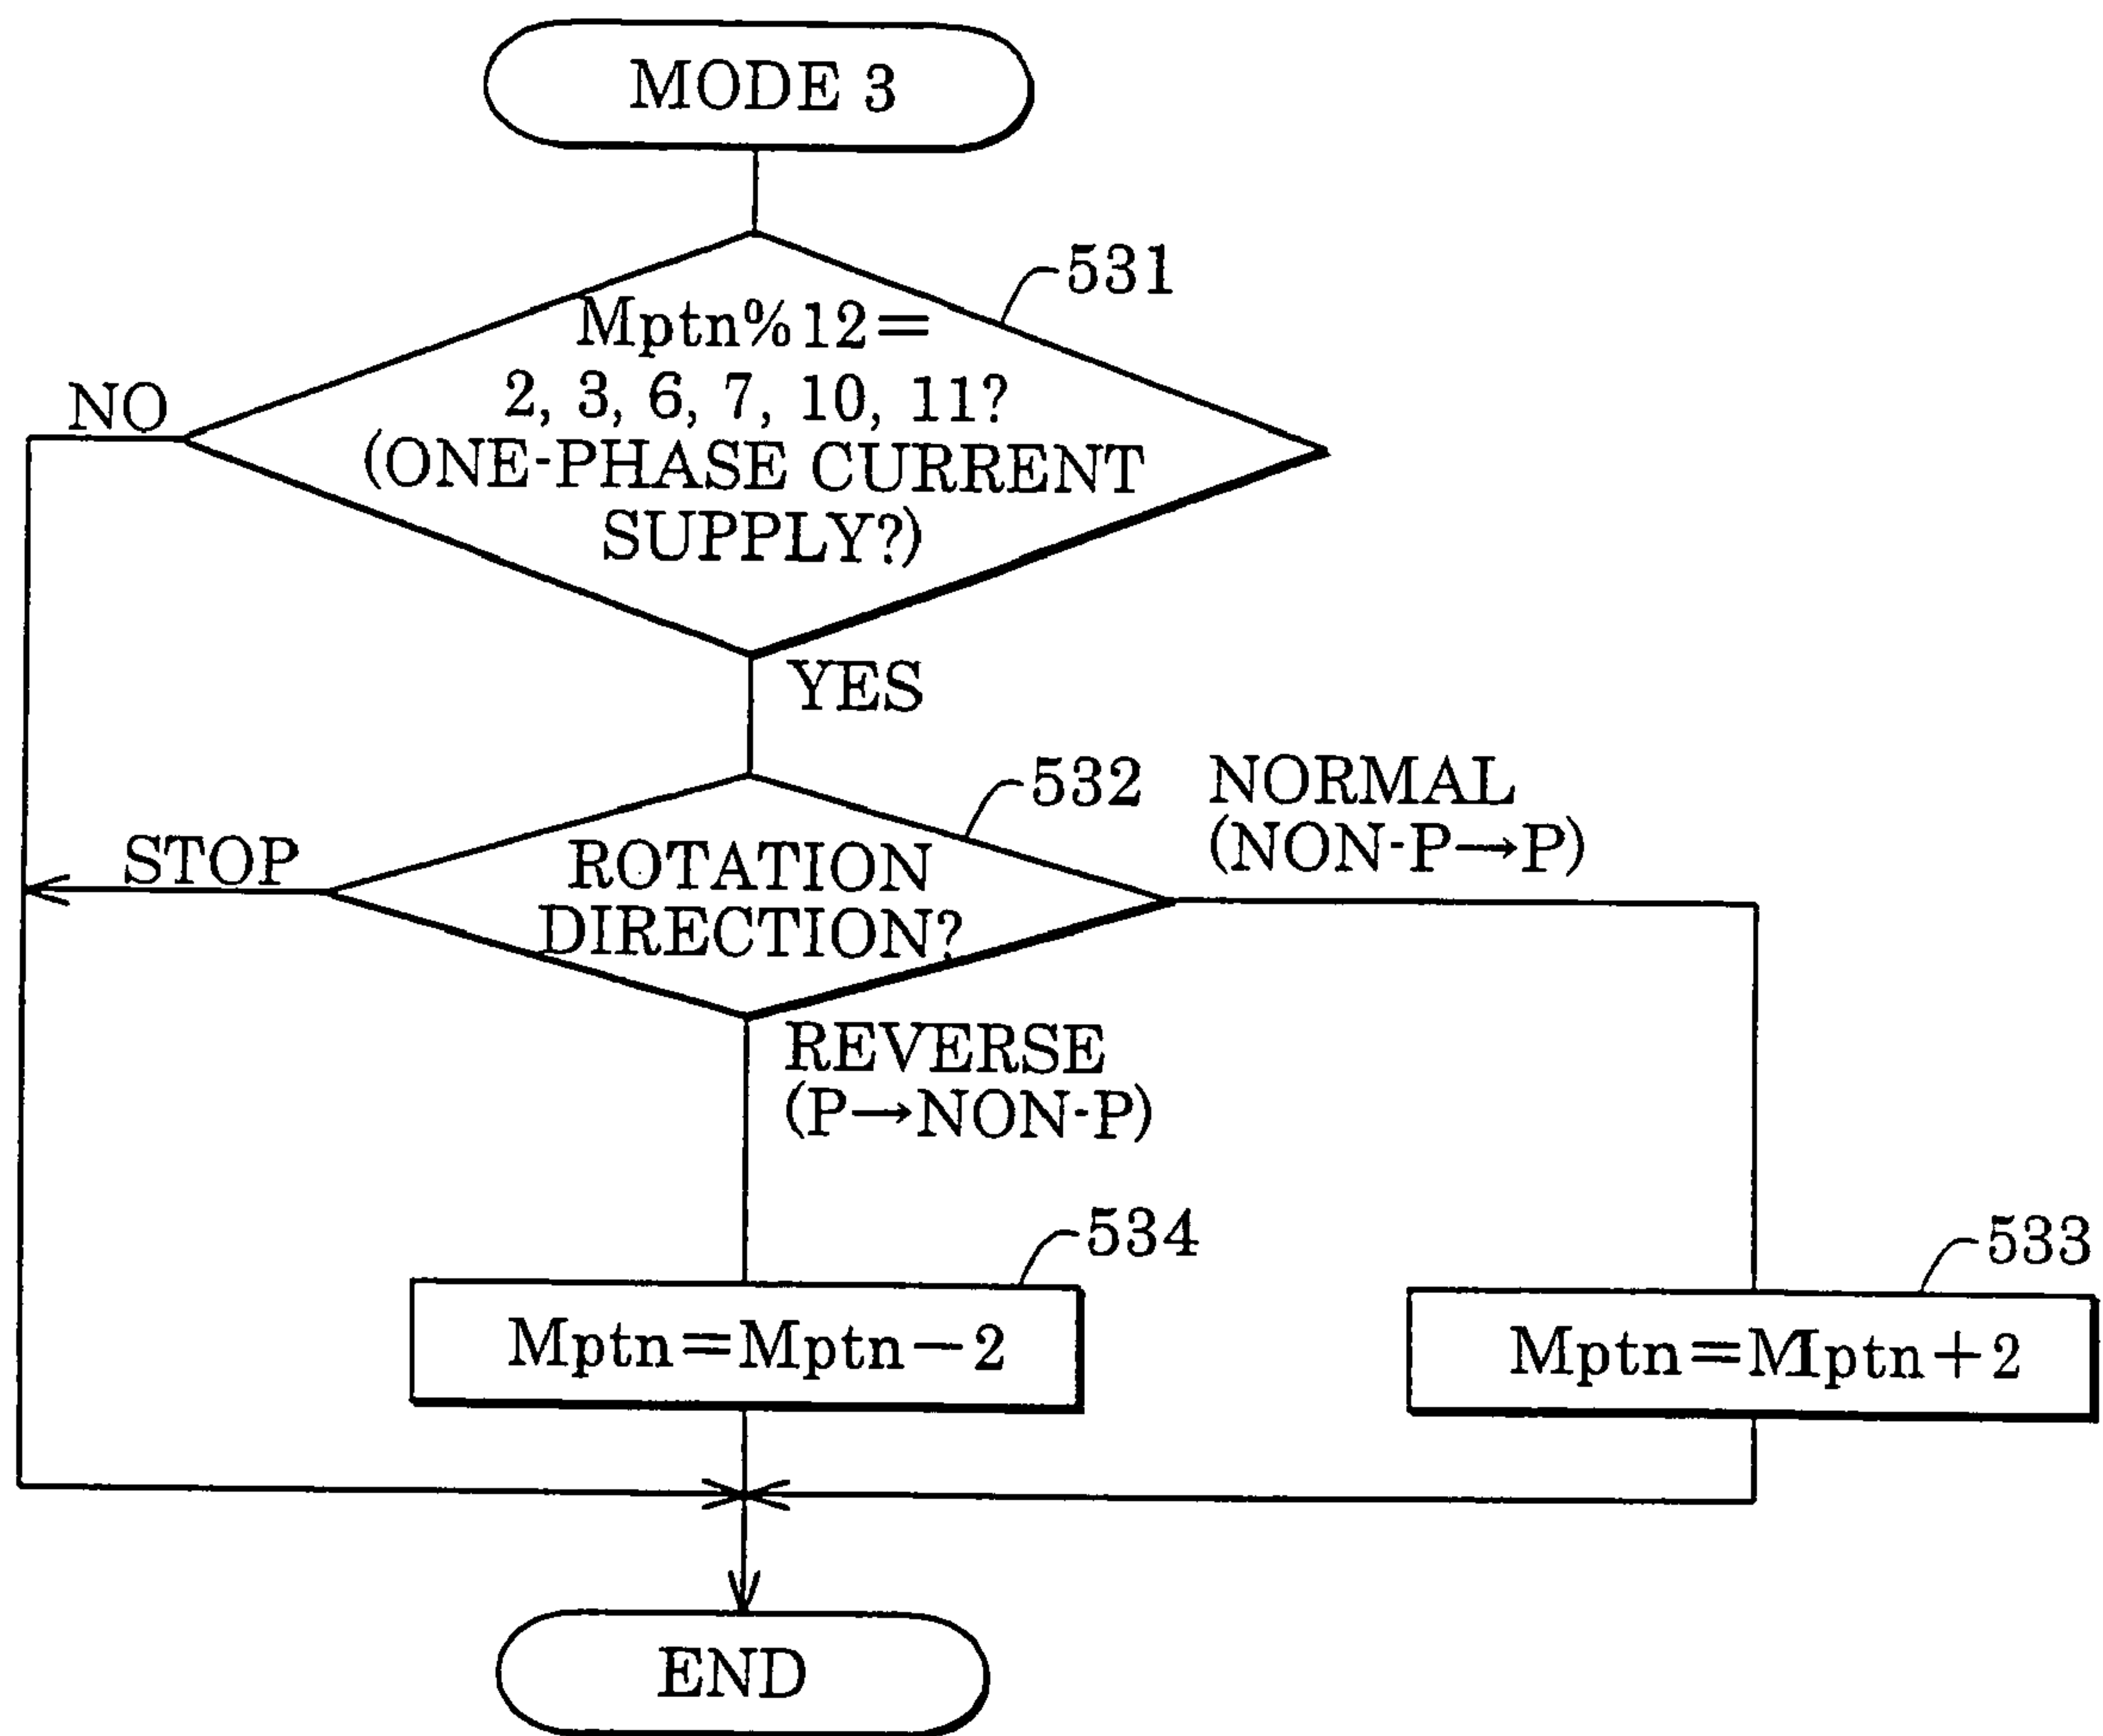 MODE 3
531
Mptn%12=
2, 3, 6, 7, 10, 11?
(ONE-PHASE CURRENT
SUPPLY?)
NO
YES
532
NORMAL
(NON-P→P)
STOP
ROTATION
DIRECTION?
REVERSE
(P→NON-P)
534
533
Mptn=Mptn-2
Mptn=Mptn+2
END